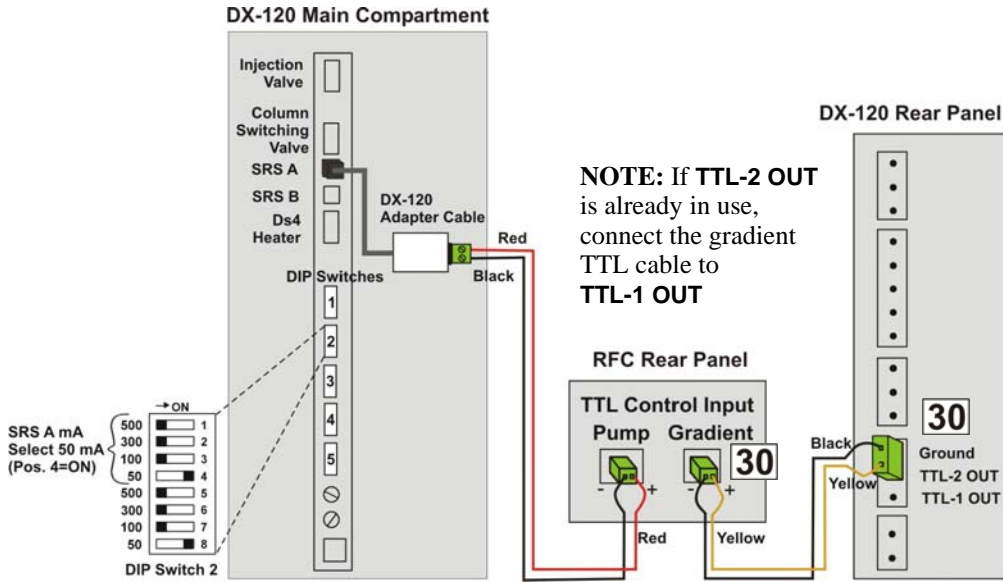 DX-120 Main Compartment
Injection
Valve
Column
Switching
Valve
SRS A
SRS B
Ds4
Heater
DX-120
Adapter Cable
Red
Black
DIP Switches
1
2
3
4
5
→ ON
SRS A mA
Select 50 mA
(Pos. 4=ON)
500 1
300 2
100 3
50 4
500 5
300 6
100 7
50 8
DIP Switch 2
NOTE: If TTL-2 OUT
is already in use,
connect the gradient
TTL cable to
TTL-1 OUT
RFC Rear Panel
TTL Control Input
Pump Gradient
30
- + - +
Red
Yellow
DX-120 Rear Panel
30
Black
Yellow
Ground
TTL-2 OUT
TTL-1 OUT